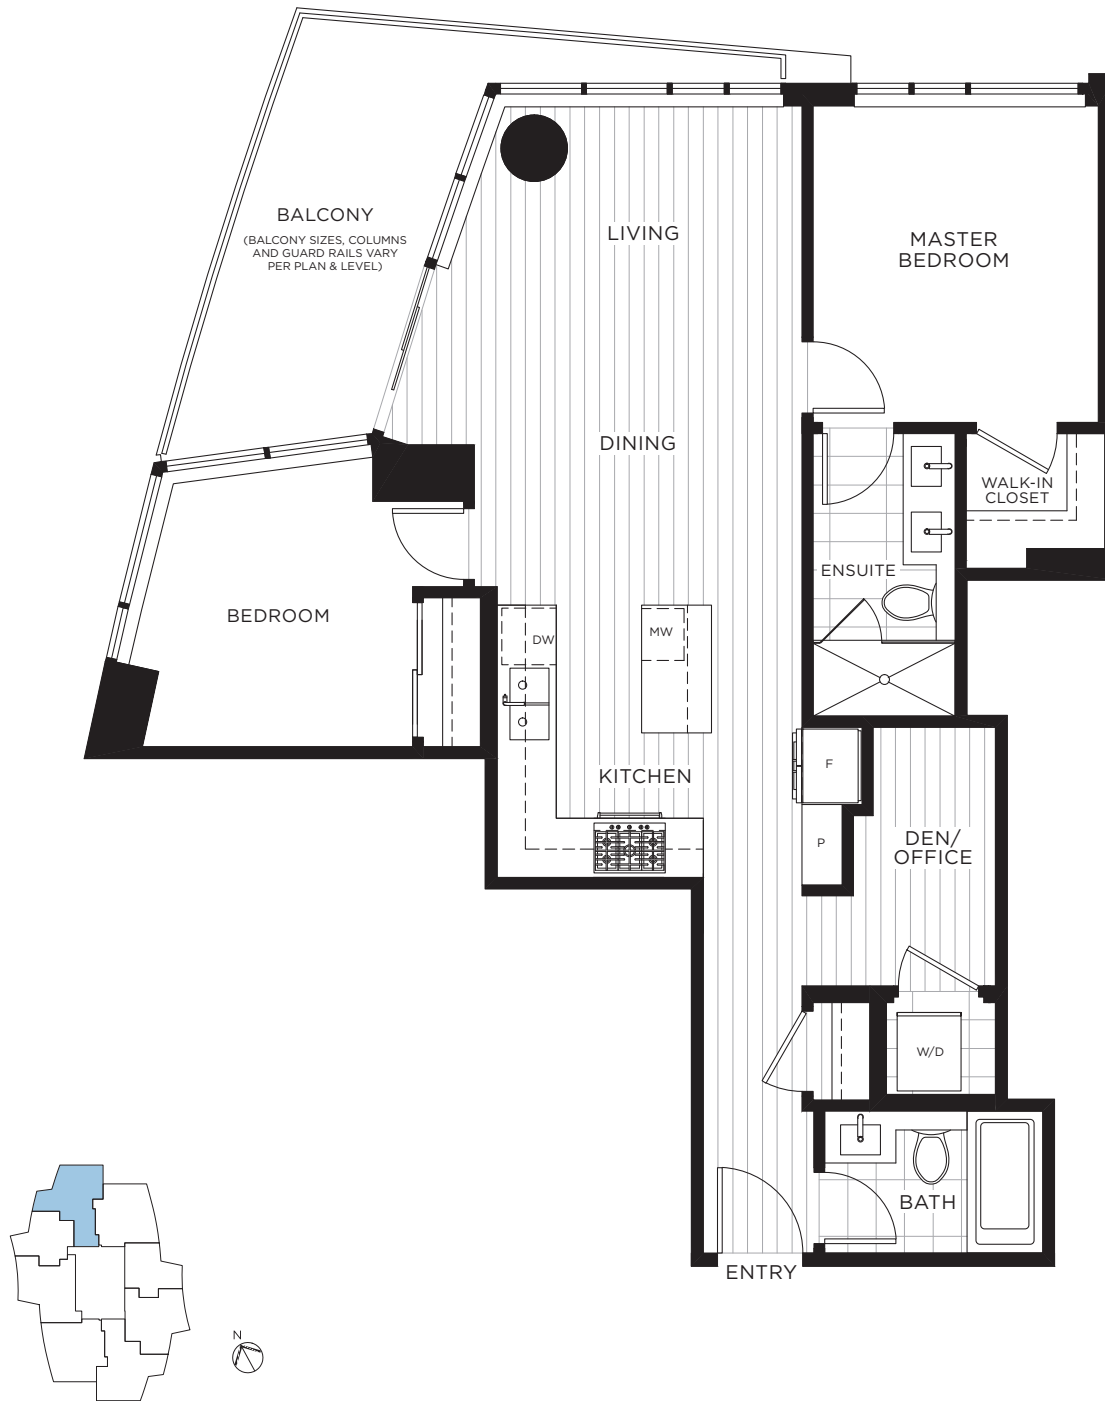 BALCONY
(BALCONY SIZES, COLUMNS
AND GUARD RAILS VARY
PER PLAN & LEVEL)
LIVING
MASTER
BEDROOM
DINING
WALK-IN
CLOSET
ENSUITE
BEDROOM
DW
MW
KITCHEN
F
P
DEN/
OFFICE
W/D
BATH
ENTRY
N